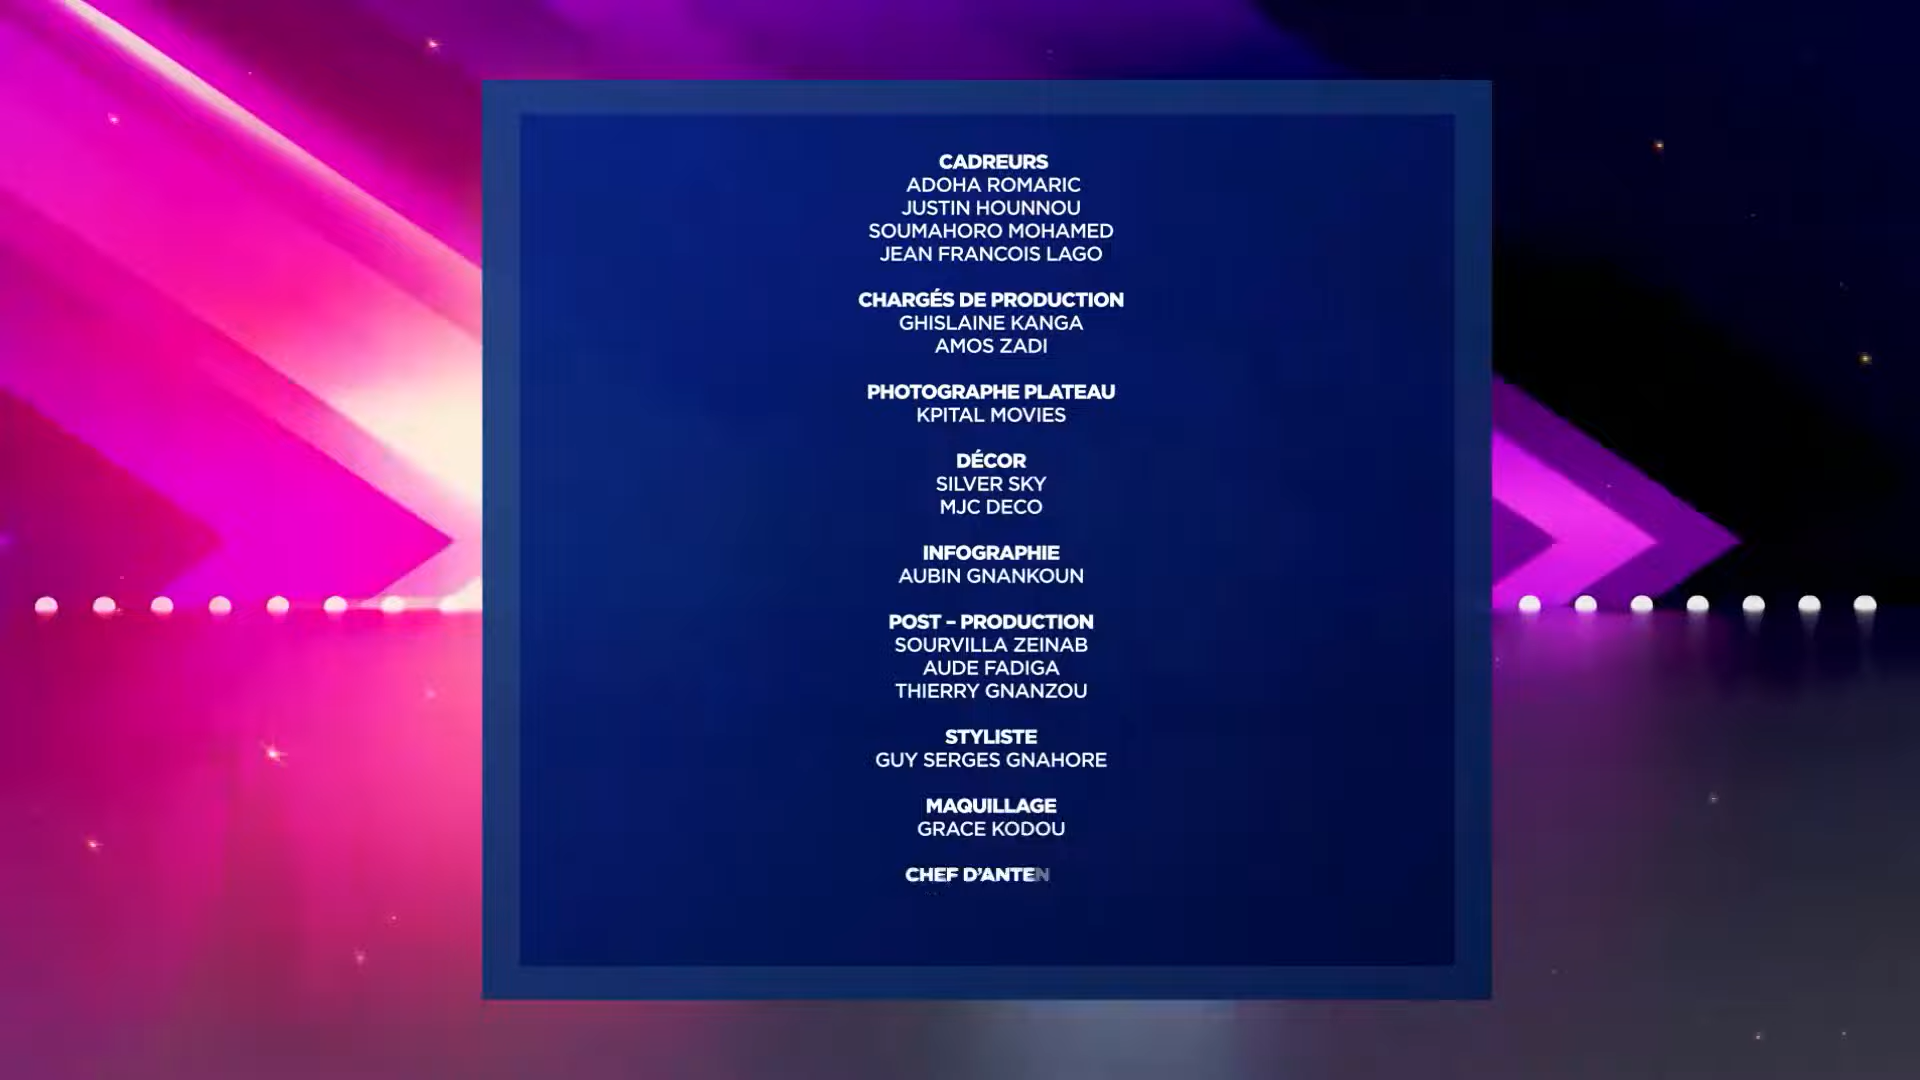 CADREURS
ADOHA ROMARIC
JUSTIN HOUNNOU
SOUMAHORO MOHAMED
JEAN FRANCOIS LAGO
CHARGÉS DE PRODUCTION
GHISLAINE KANGA
AMOS ZADI
PHOTOGRAPHE PLATEAU
KPITAL MOVIES
DÉCOR
SILVER SKY
MJC DECO
INFOGRAPHIE
AUBIN GNANKOUN
POST – PRODUCTION
SOURVILLA ZEINAB
AUDE FADIGA
THIERRY GNANZOU
STYLISTE
GUY SERGES GNAHORE
MAQUILLAGE
GRACE KODOU
CHEF D’ANTEN